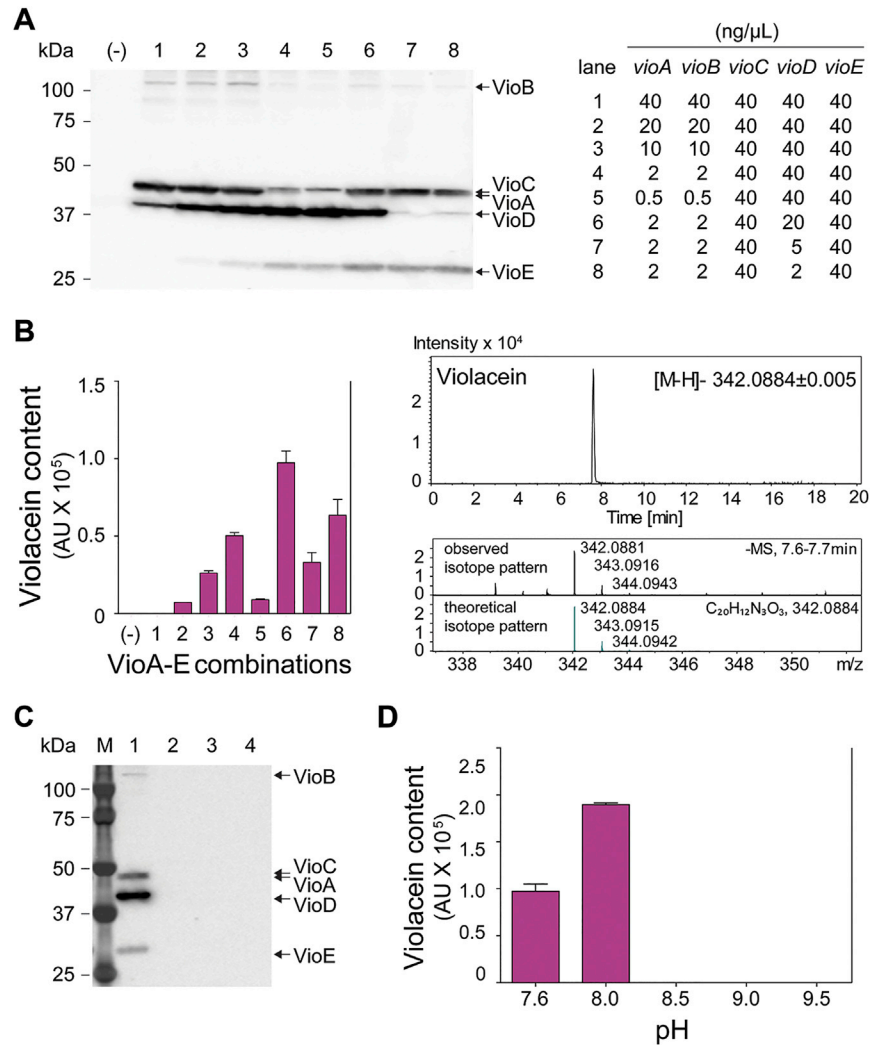 A
kDa (-) 1 2 3 4 5 6 7 8
100
75
50
37
25
VioB
VioC
VioA
VioD
VioE
(ng/µL)
lane vioA vioB vioC vioD vioE
1 40 40 40 40 40
2 20 20 40 40 40
3 10 10 40 40 40
4 2 2 40 40 40
5 0.5 0.5 40 40 40
6 2 2 40 20 40
7 2 2 40 5 40
8 2 2 40 2 40
B
Violacein content
(AU X 10⁵)
1.5
1.0
0.5
0
(-) 1 2 3 4 5 6 7 8
VioA-E combinations
Intensity x 10⁴
Violacein [M-H]- 342.0884±0.005
2
1
0
0 2 4 6 8 10 12 14 16 18 20
Time [min]
observed 342.0881 -MS, 7.6-7.7min
isotope pattern 343.0916
344.0943
2
1
0
theoretical 342.0884 C₂₀H₁₂N₃O₃, 342.0884
isotope pattern 343.0915
344.0942
2
1
0
338 340 342 344 346 348 350 m/z
C
kDa M 1 2 3 4
100
75
50
37
25
VioB
VioC
VioA
VioD
VioE
D
Violacein content
(AU X 10⁵)
2.5
2.0
1.5
1.0
0.5
0
7.6 8.0 8.5 9.0 9.5
pH